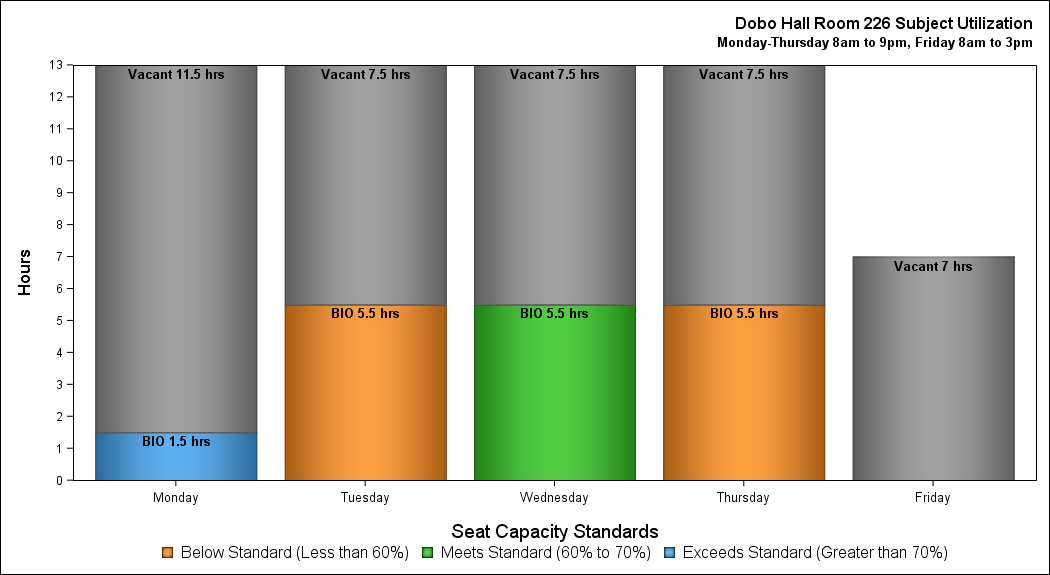 Dobo Hall Room 226 Subject Utilization
Monday-Thursday 8am to 9pm, Friday 8am to 3pm
13
12
11
10
9
8
7
6
5
4
3
2
1
0
Hours
Vacant 11.5 hrs
Vacant 7.5 hrs
Vacant 7.5 hrs
Vacant 7.5 hrs
Vacant 7 hrs
BIO 5.5 hrs
BIO 5.5 hrs
BIO 5.5 hrs
BIO 1.5 hrs
Monday
Tuesday
Wednesday
Thursday
Friday
Seat Capacity Standards
Below Standard (Less than 60%)
Meets Standard (60% to 70%)
Exceeds Standard (Greater than 70%)